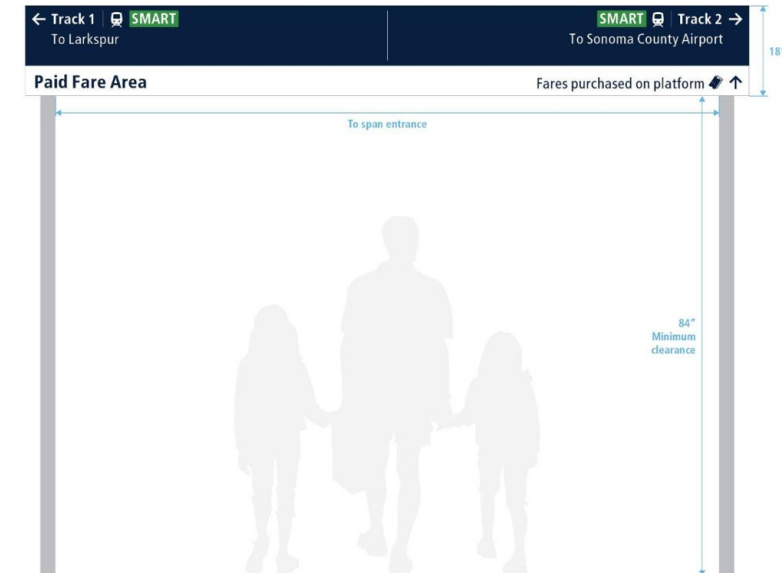 ← Track 1 SMART
To Larkspur
SMART Track 2 →
To Sonoma County Airport
18"
Paid Fare Area
Fares purchased on platform ↑
To span entrance
84"
Minimum
clearance